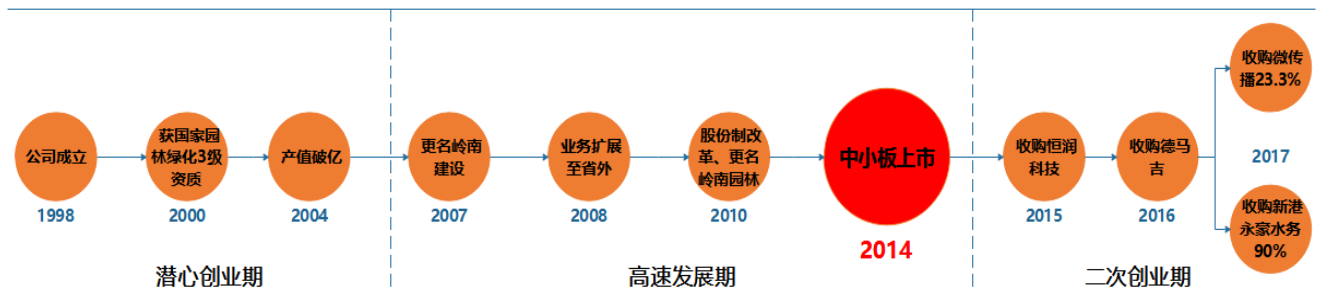 公司成立
1998
获国家园
林绿化3级
资质
2000
产值破亿
2004
潜心创业期
更名岭南
建设
2007
业务扩展
至省外
2008
股份制改
革、更名
岭南园林
2010
中小板上市
2014
高速发展期
收购恒润
科技
2015
收购德马
吉
2016
收购微传
播23.3%
2017
收购新港
永豪水务
90%
二次创业期